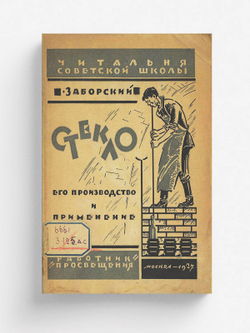 ЧИТАЛЬНЯ
СОВЕТСКОЙ ШКОЛЫ
ЗАБОРСКИЙ
СТЕКЛО
ЕГО ПРОИЗВОДСТВО
И
ПРИМЕНЕНИЕ
РАБОТНИК
ПРОСВЕЩЕНИЯ
МОСКВА-1927